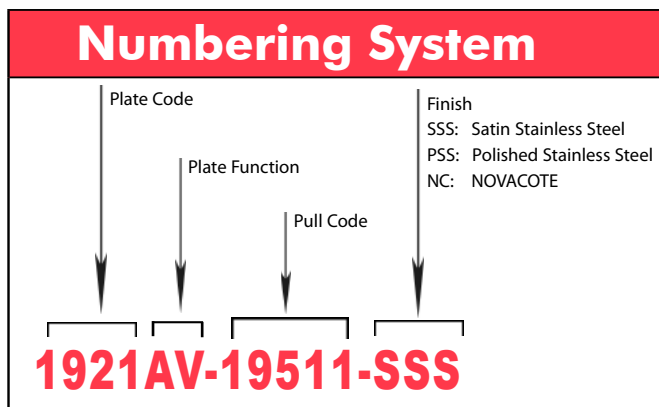 Numbering System
Plate Code
Plate Function
Pull Code
Finish
SSS: Satin Stainless Steel
PSS: Polished Stainless Steel
NC: NOVACOTE
1921AV-19511-SSS